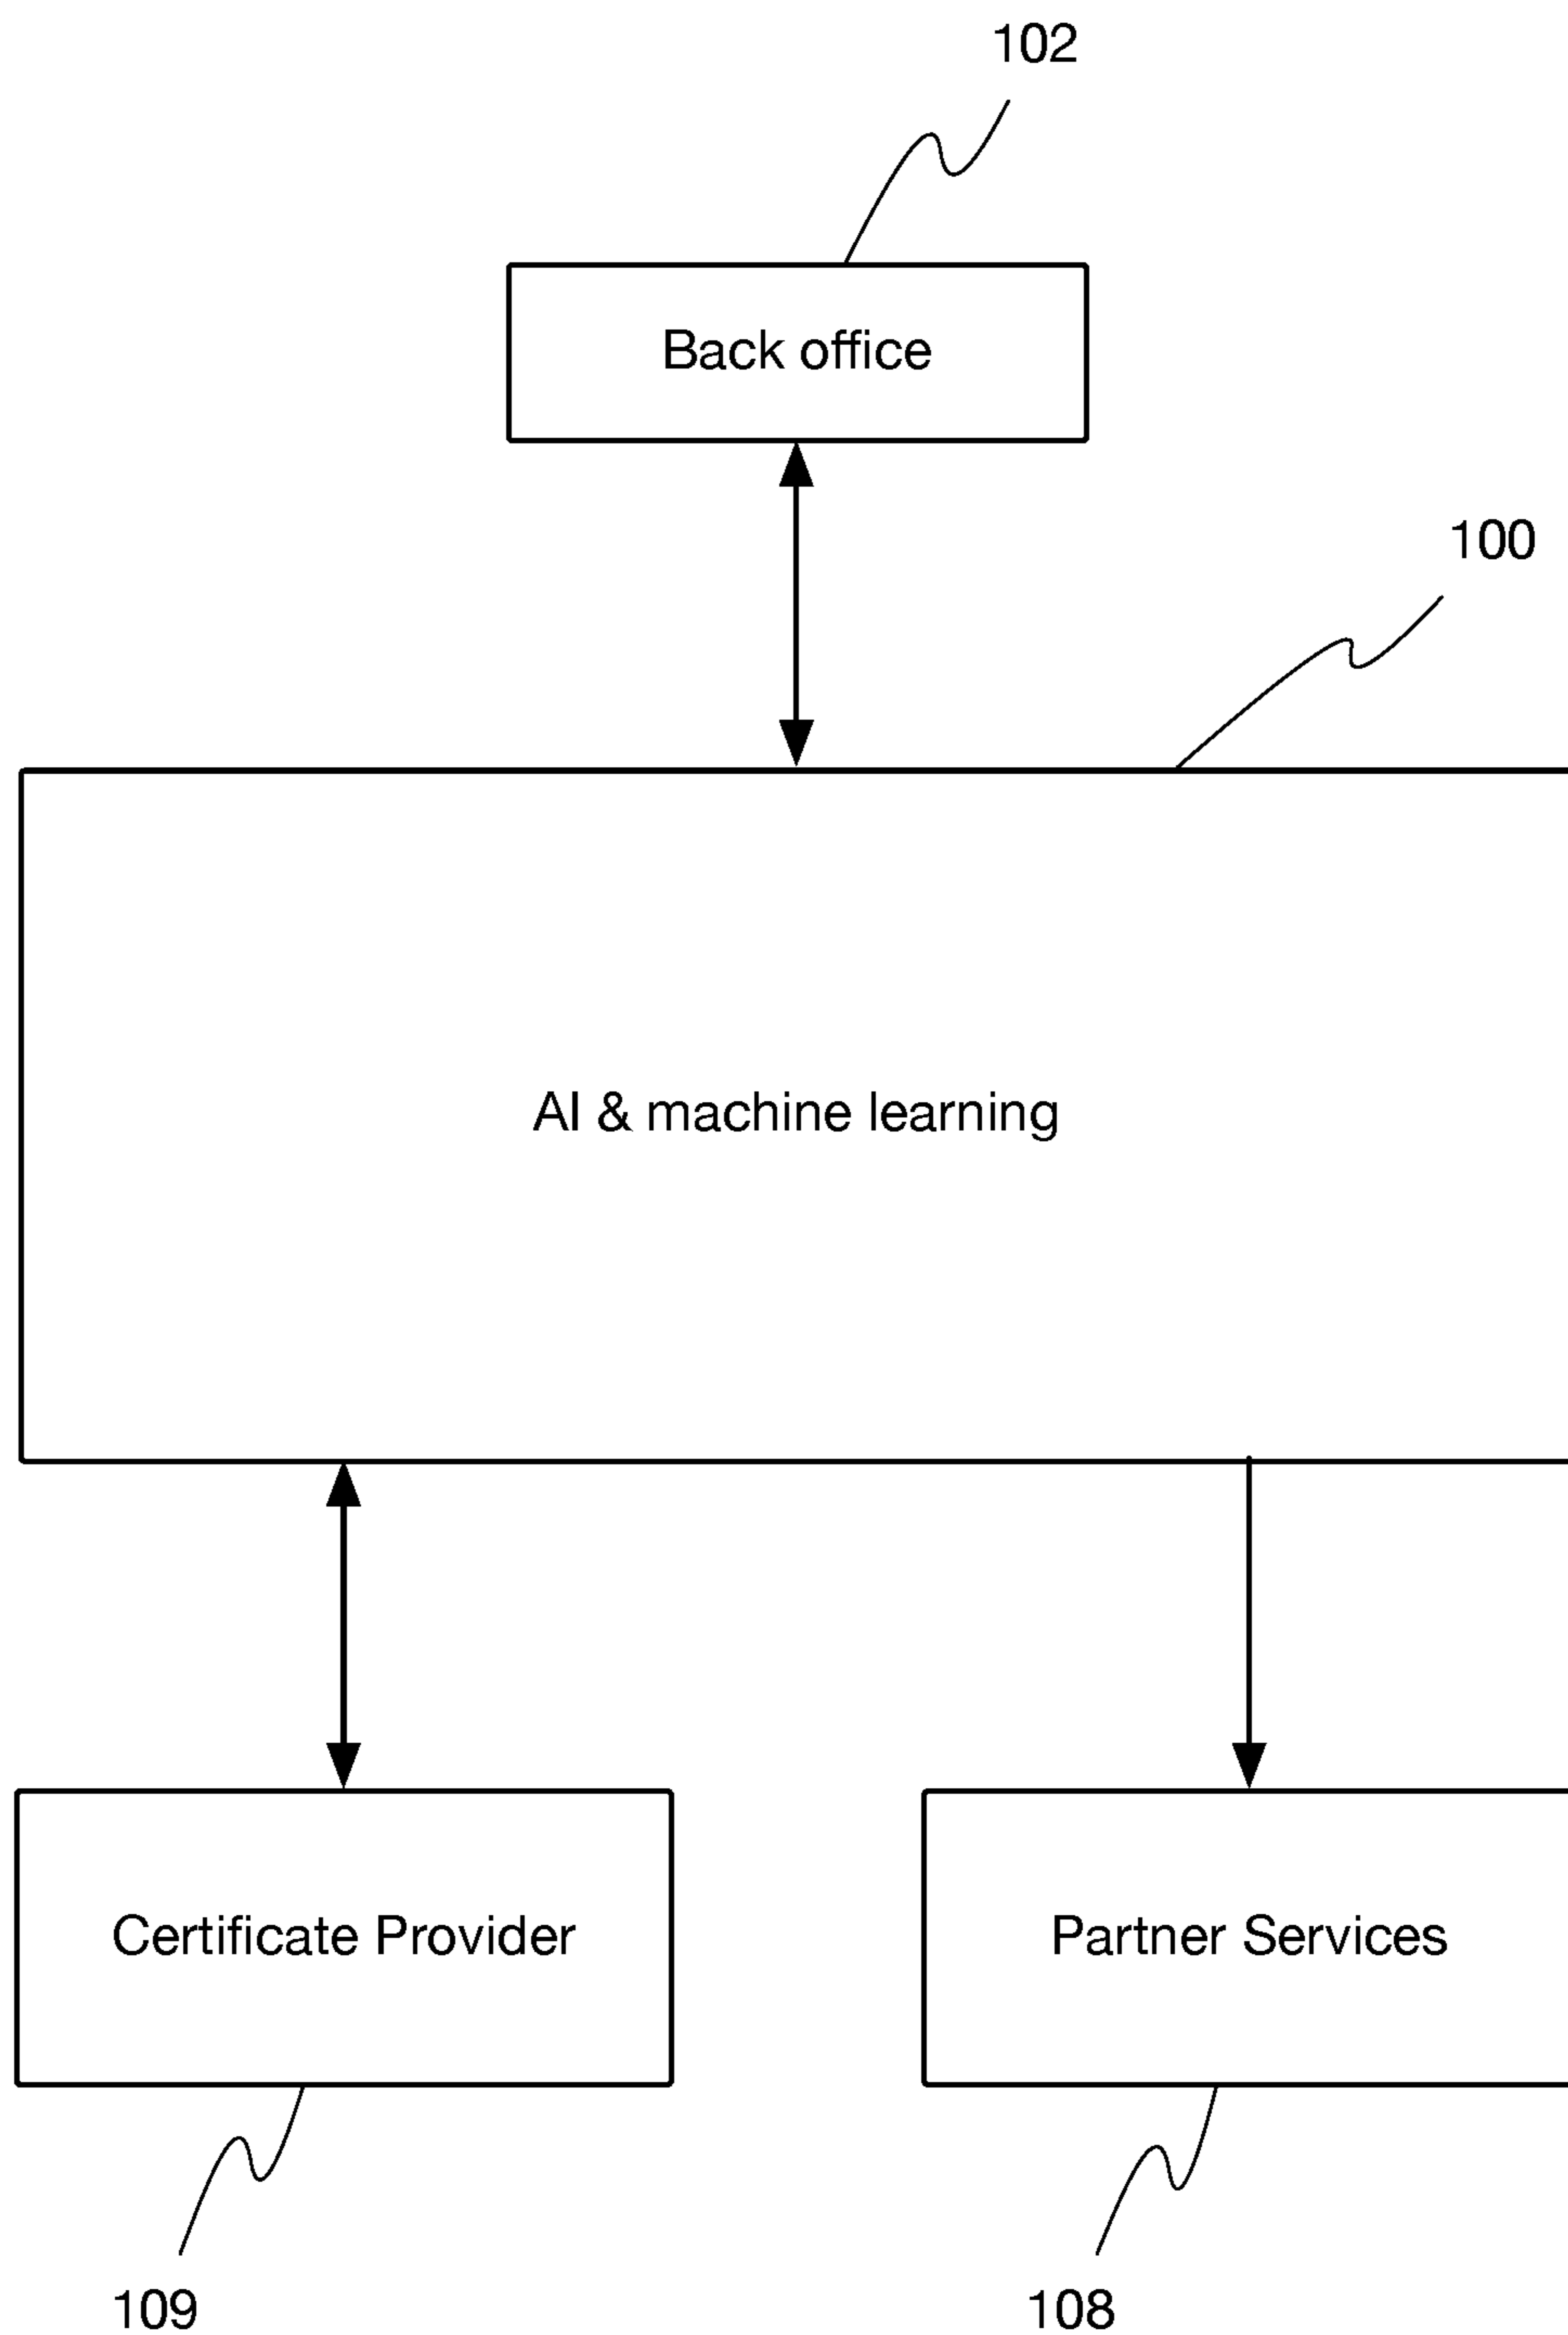 102
Back office
100
AI & machine learning
Certificate Provider
Partner Services
109
108